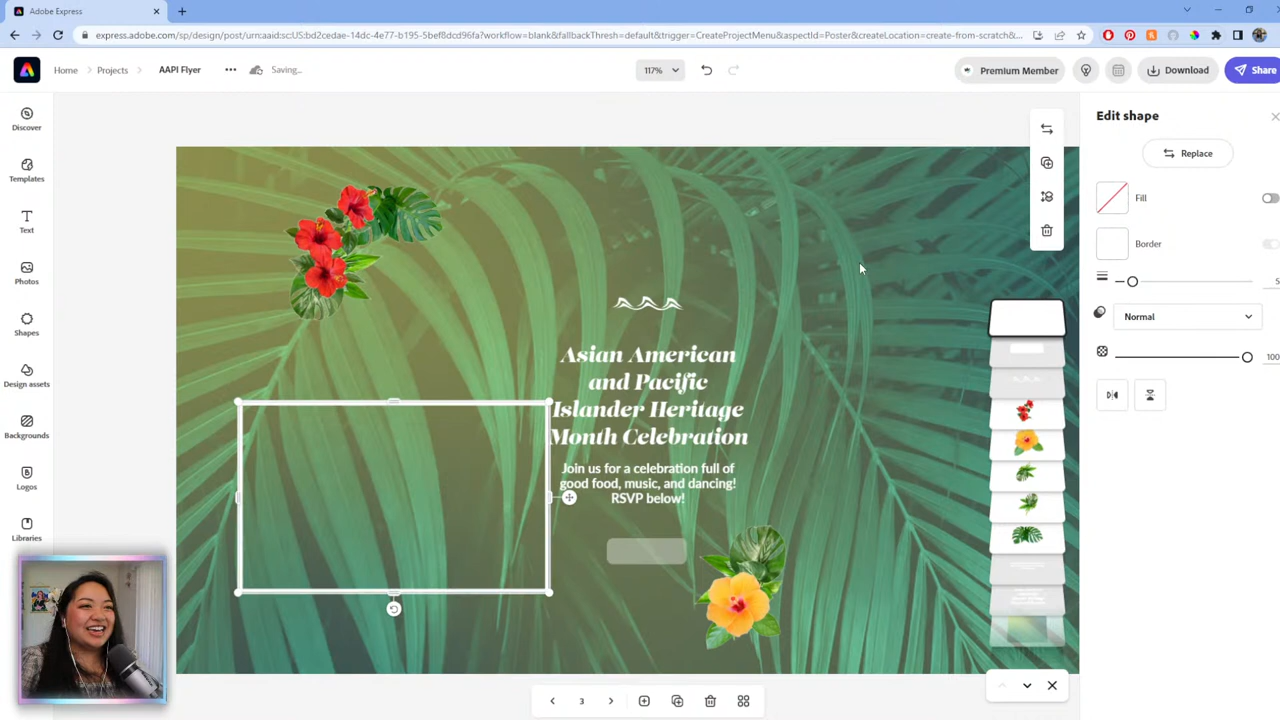 Adobe Express
express.adobe.com/sp/design/post/urn:aaid:sc:US:bd2cedae-14dc-4e77-b195-5bef8dcd96fa?workflow=blank&fallbackThresh=default&trigger=CreateProjectMenu&aspectId=Poster&createLocation=create-from-scratch&...
Home
Projects
AAPI Flyer
Saving...
117%
Premium Member
Download
Share
Discover
Templates
Text
Photos
Shapes
Design assets
Backgrounds
Logos
Libraries
Asian American
and Pacific
Islander Heritage
Month Celebration
Join us for a celebration full of
good food, music, and dancing!
RSVP below!
3
Edit shape
Replace
Fill
Border
5
Normal
100